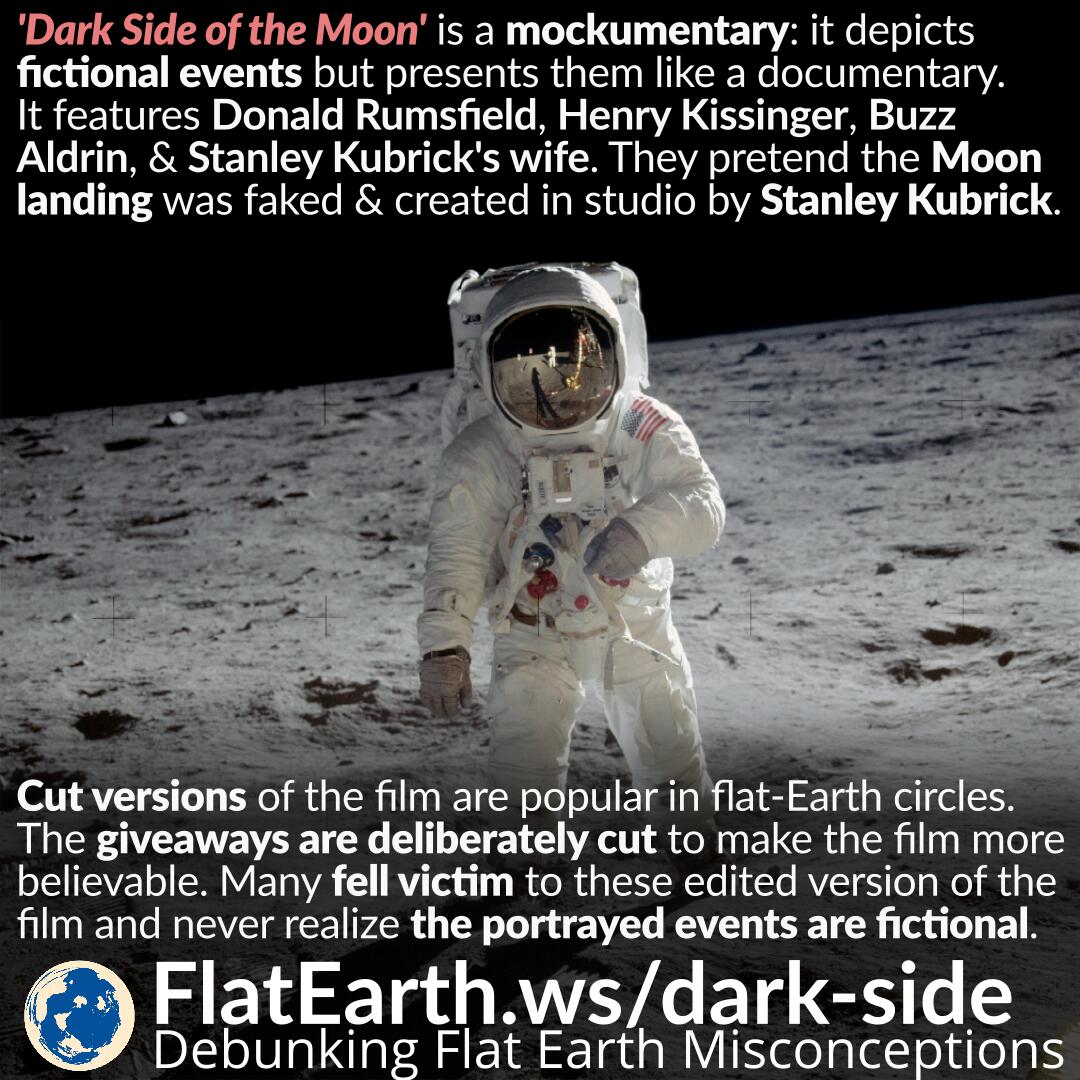 'Dark Side of the Moon' is a mockumentary: it depicts
fictional events but presents them like a documentary.
It features Donald Rumsfield, Henry Kissinger, Buzz
Aldrin, & Stanley Kubrick's wife. They pretend the Moon
landing was faked & created in studio by Stanley Kubrick.
Cut versions of the film are popular in flat-Earth circles.
The giveaways are deliberately cut to make the film more
believable. Many fell victim to these edited version of the
film and never realize the portrayed events are fictional.
FlatEarth.ws/dark-side
Debunking Flat Earth Misconceptions